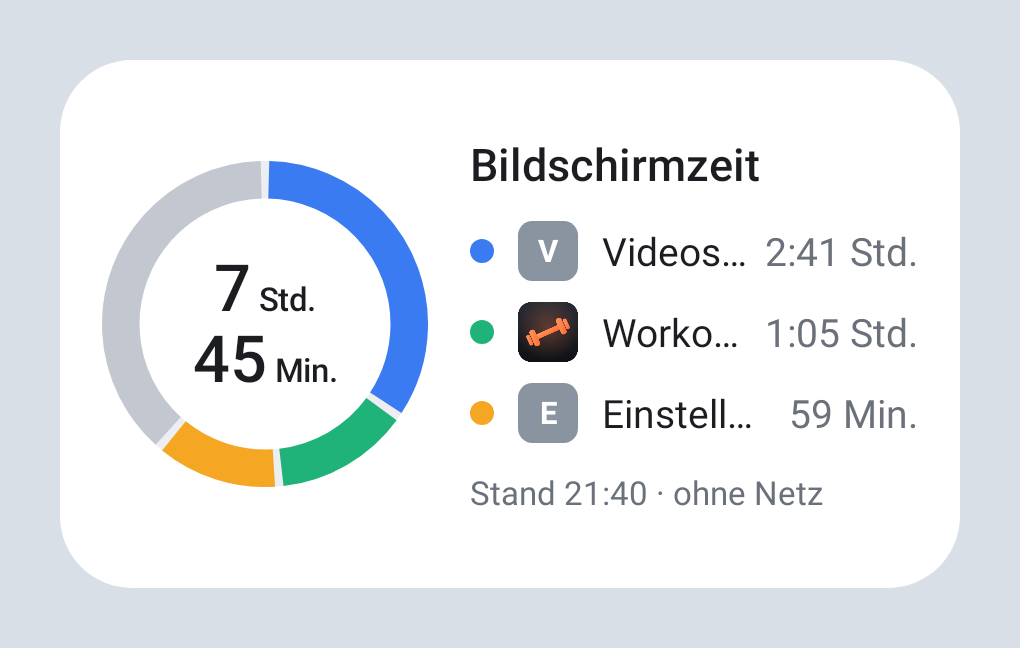 Bildschirmzeit
7 Std.
45 Min.
V Videos… 2:41 Std.
Worko… 1:05 Std.
E Einstell… 59 Min.
Stand 21:40 · ohne Netz